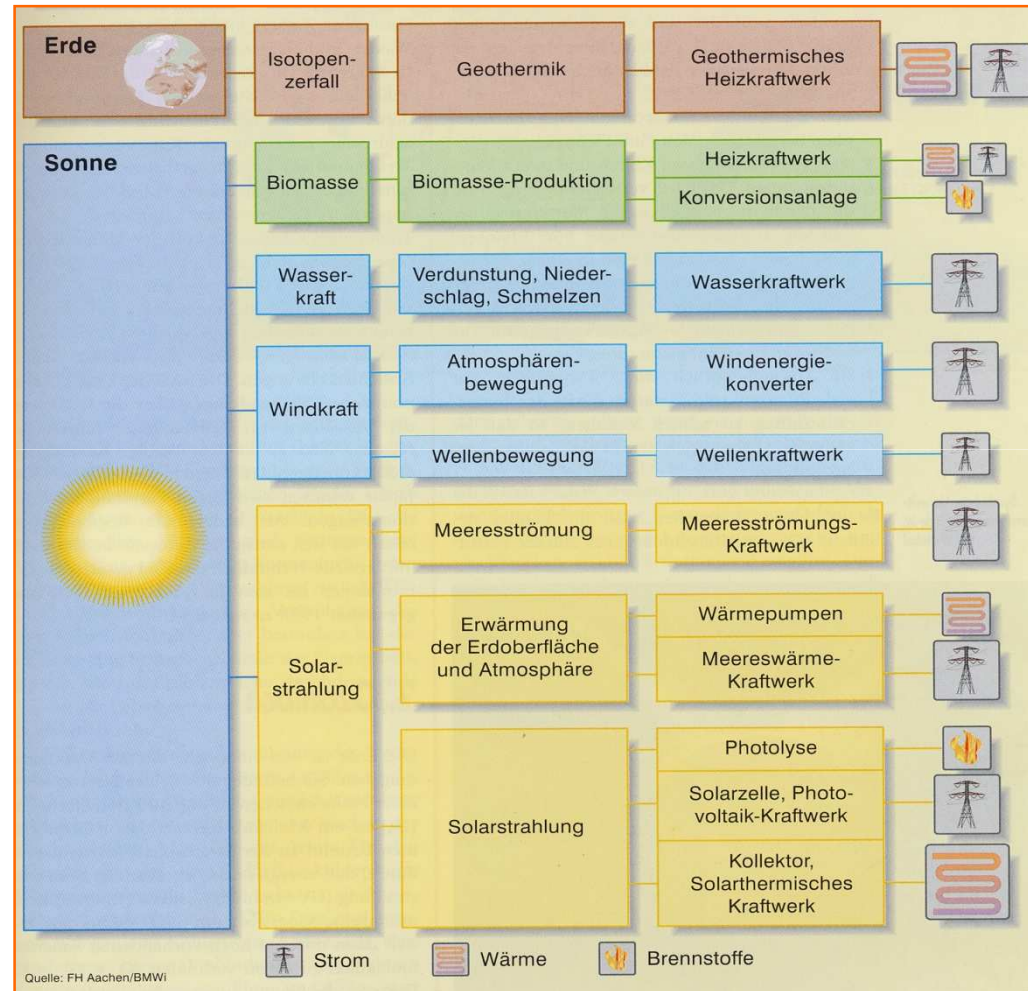 Erde
Isotopen-
zerfall
Geothermik
Geothermisches
Heizkraftwerk
Sonne
Biomasse
Biomasse-Produktion
Heizkraftwerk
Konversionsanlage
Wasser-
kraft
Verdunstung, Nieder-
schlag, Schmelzen
Wasserkraftwerk
Windkraft
Atmosphären-
bewegung
Windenergie-
konverter
Wellenbewegung
Wellenkraftwerk
Solar-
strahlung
Meeresströmung
Meeresströmungs-
Kraftwerk
Erwärmung
der Erdoberfläche
und Atmosphäre
Wärmepumpen
Meereswärme-
Kraftwerk
Solarstrahlung
Photolyse
Solarzelle, Photo-
voltaik-Kraftwerk
Kollektor,
Solarthermisches
Kraftwerk
Strom
Wärme
Brennstoffe
Quelle: FH Aachen/BMWi